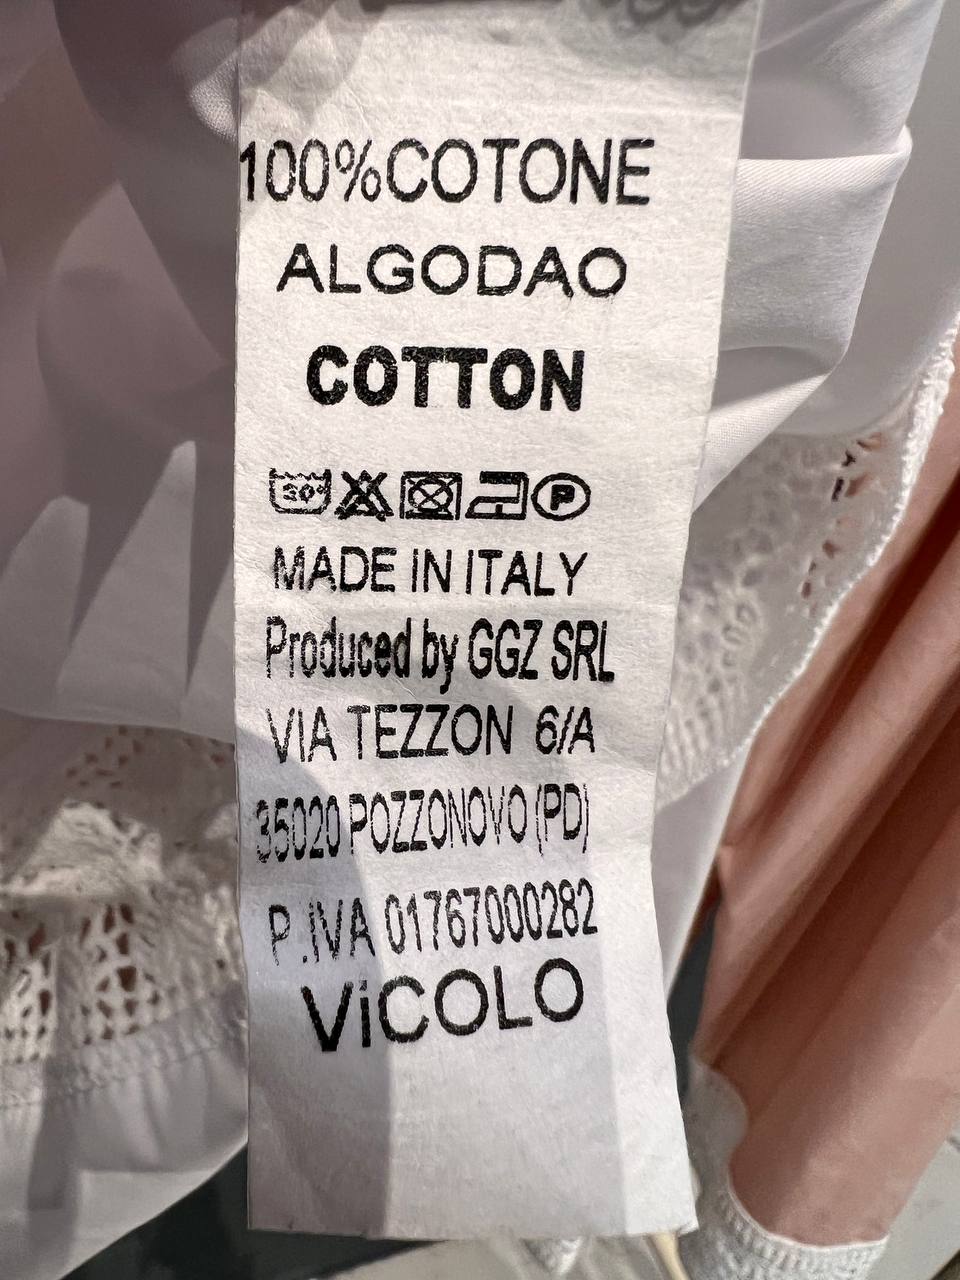 100%COTONE
ALGODAO
COTTON
30°
P
MADE IN ITALY
Produced by GGZ SRL
VIA TEZZON 6/A
35020 POZZONOVO (PD)
P.IVA 01767000282
ViCOLO